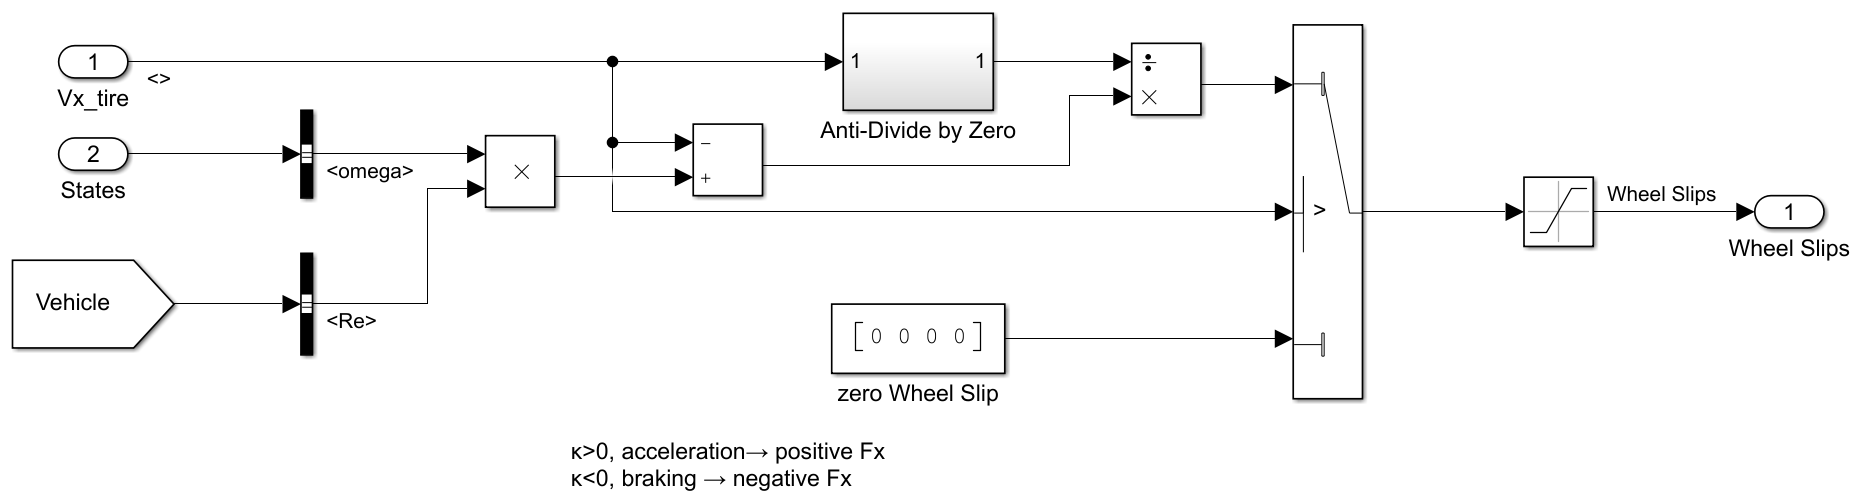 1
Vx_tire
<>
2
States
<omega>
Vehicle
<Re>
×
−
+
1 1
Anti-Divide by Zero
÷
×
>
[0 0 0 0]
zero Wheel Slip
Wheel Slips
1
Wheel Slips
κ>0, acceleration→ positive Fx
κ<0, braking → negative Fx